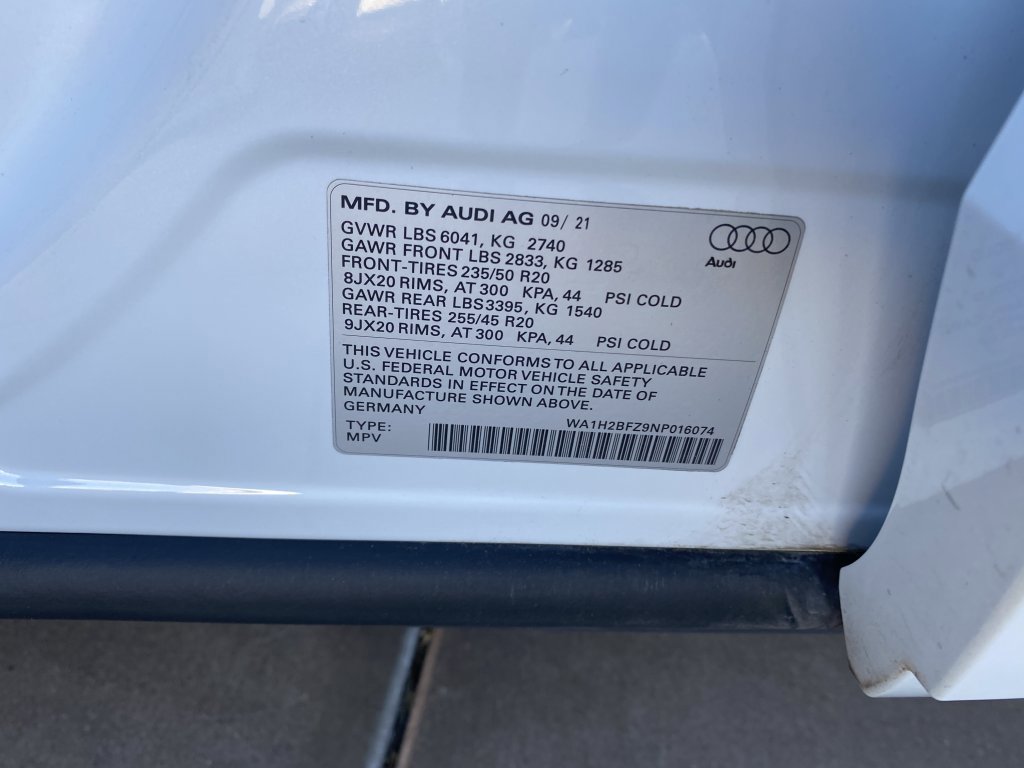 MFD. BY AUDI AG 09/ 21
GVWR LBS 6041, KG 2740
GAWR FRONT LBS 2833, KG 1285
FRONT-TIRES 235/50 R20
8JX20 RIMS, AT 300 KPA, 44 PSI COLD
GAWR REAR LBS3395, KG 1540
REAR-TIRES 255/45 R20
9JX20 RIMS, AT 300 KPA, 44 PSI COLD
Audi
THIS VEHICLE CONFORMS TO ALL APPLICABLE
U.S. FEDERAL MOTOR VEHICLE SAFETY
STANDARDS IN EFFECT ON THE DATE OF
MANUFACTURE SHOWN ABOVE.
GERMANY
WA1H2BFZ9NP016074
TYPE:
MPV